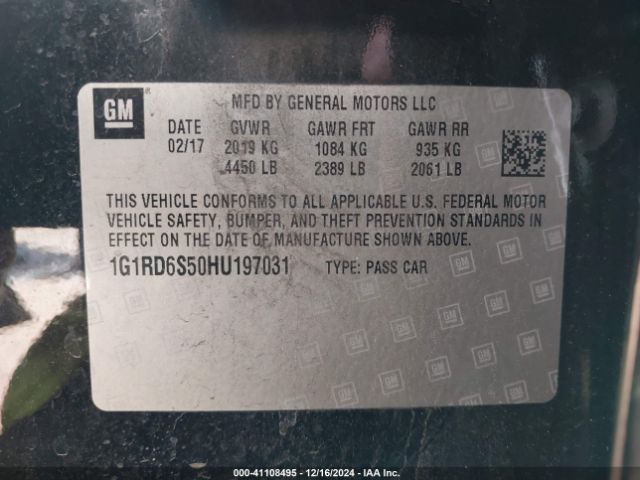 GM
MFD BY GENERAL MOTORS LLC
DATE GVWR GAWR FRT GAWR RR
02/17 2019 KG 1084 KG 935 KG
4450 LB 2389 LB 2061 LB
THIS VEHICLE CONFORMS TO ALL APPLICABLE U.S. FEDERAL MOTOR
VEHICLE SAFETY, BUMPER, AND THEFT PREVENTION STANDARDS IN
EFFECT ON THE DATE OF MANUFACTURE SHOWN ABOVE.
1G1RD6S50HU197031 TYPE: PASS CAR
000-41108495 - 12/16/2024 - IAA Inc.